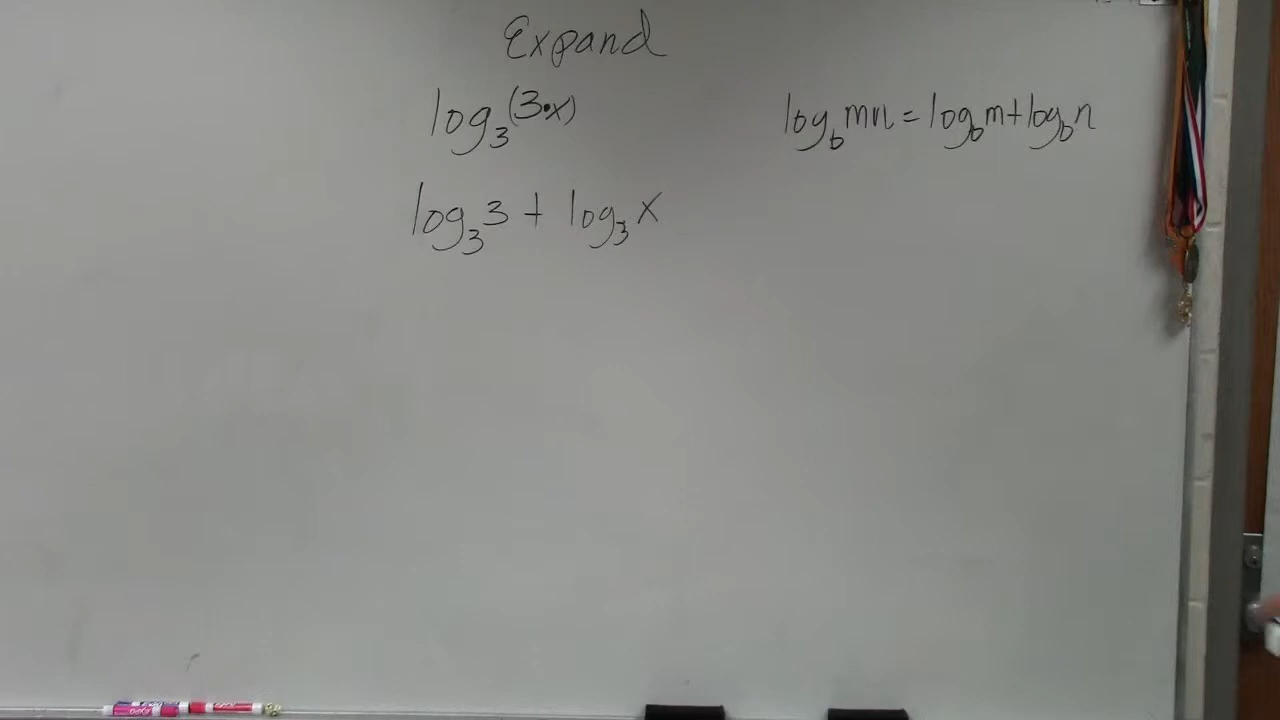 Expand
log₃(3•x)
log_b mn = log_b m + log_b n
log₃3 + log₃x